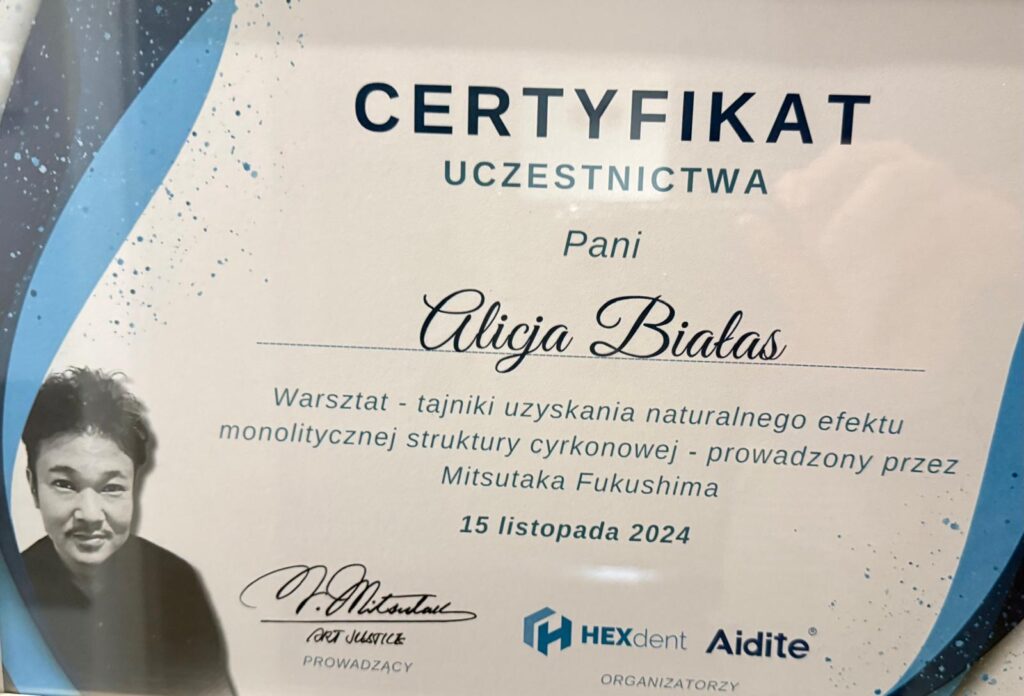 CERTYFIKAT
UCZESTNICTWA
Pani
Alicja Białas
Warsztat - tajniki uzyskania naturalnego efektu
monolitycznej struktury cyrkonowej - prowadzony przez
Mitsutaka Fukushima
15 listopada 2024
ART JUSTICE
PROWADZĄCY
HEXdent Aidite®
ORGANIZATORZY